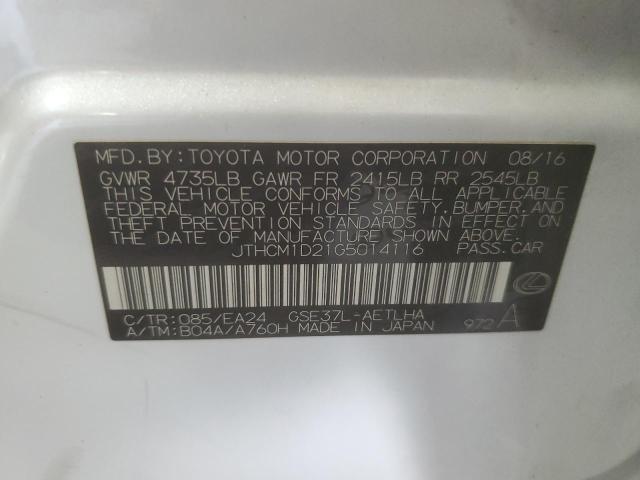 MFD.BY:TOYOTA MOTOR CORPORATION 08/16
GVWR 4735LB GAWR FR 2415LB RR 2545LB
THIS VEHICLE CONFORMS TO ALL APPLICABLE
FEDERAL MOTOR VEHICLE SAFETY,BUMPER,AND
THEFT PREVENTION STANDARDS IN EFFECT ON
THE DATE OF MANUFACTURE SHOWN ABOVE.
JTHCM1D21G5014116 PASS.CAR
C/TR:085/EA24 GSE37L-AETLHA
A/TM:B04A/A760H MADE IN JAPAN 972 A